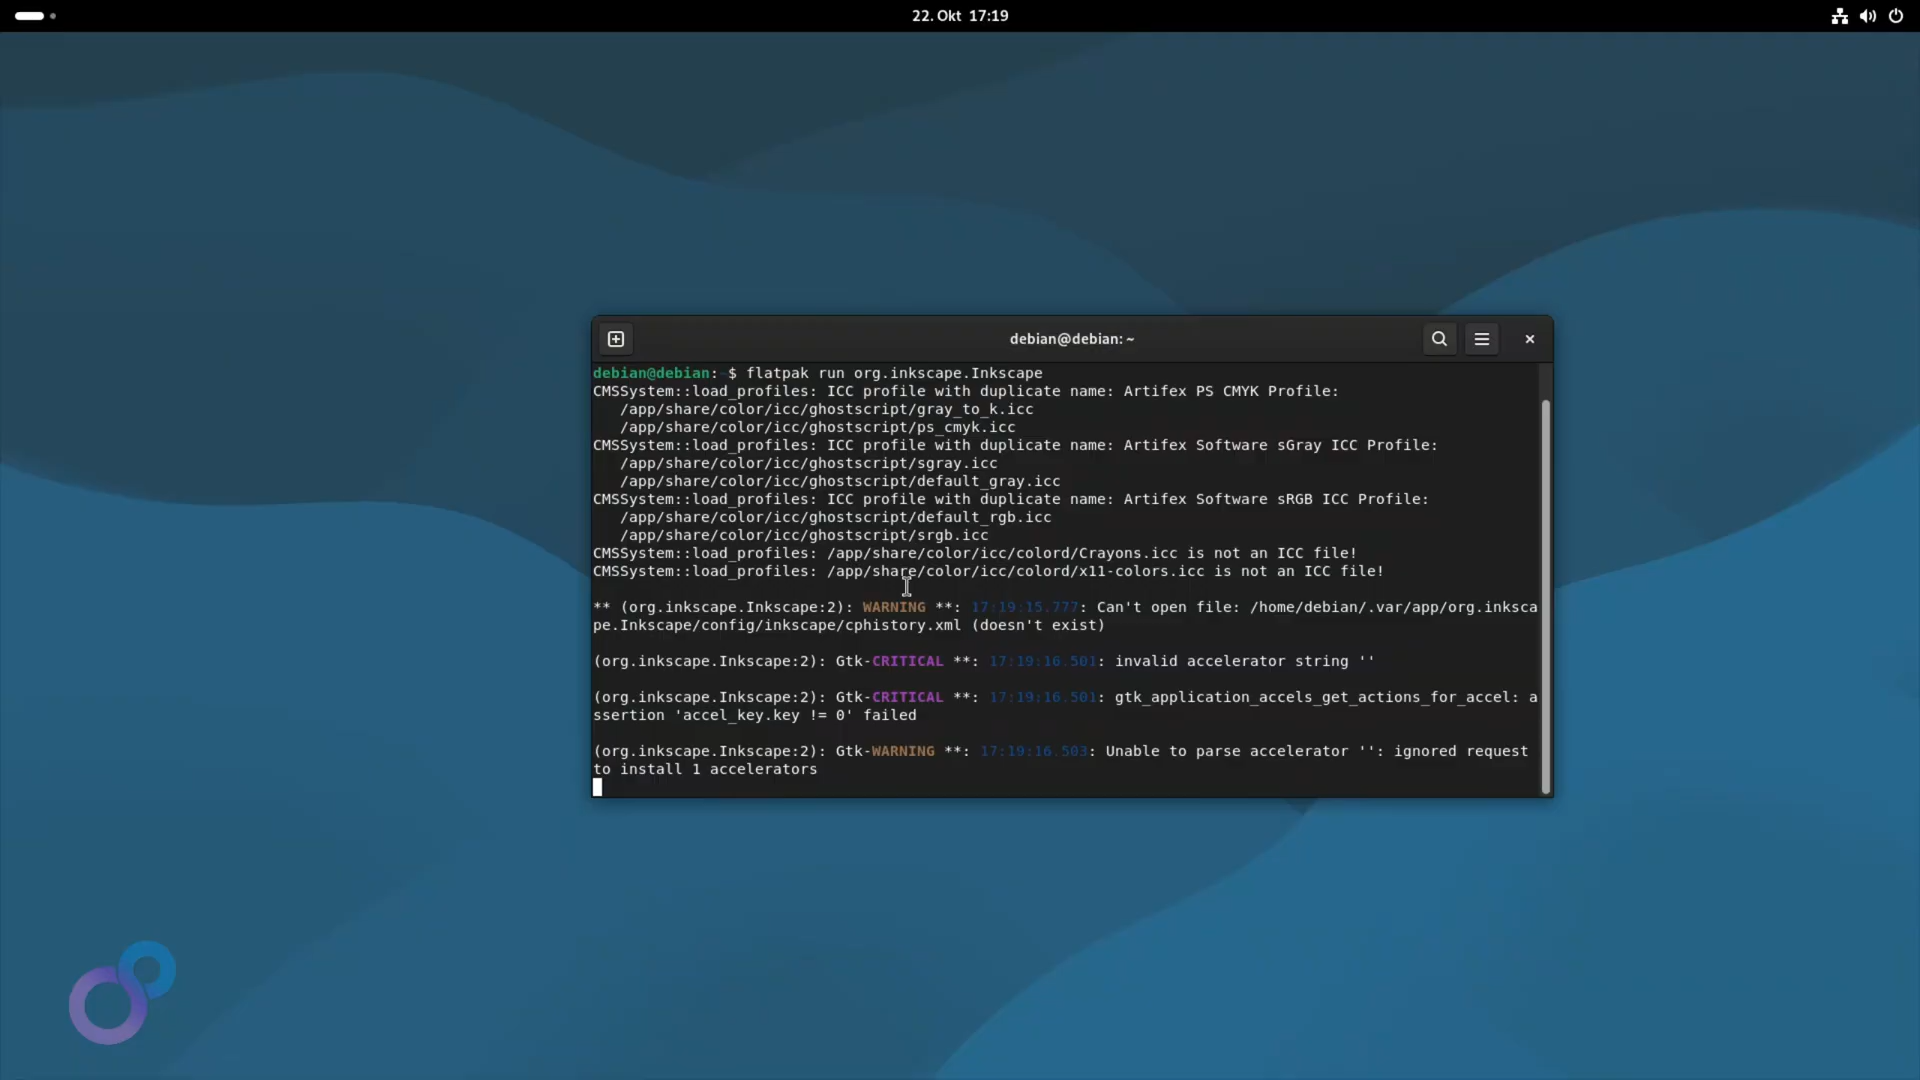 22. Okt 17:19
debian@debian: ~
debian@debian:~$ flatpak run org.inkscape.Inkscape
CMSSystem::load_profiles: ICC profile with duplicate name: Artifex PS CMYK Profile:
/app/share/color/icc/ghostscript/gray_to_k.icc
/app/share/color/icc/ghostscript/ps_cmyk.icc
CMSSystem::load_profiles: ICC profile with duplicate name: Artifex Software sGray ICC Profile:
/app/share/color/icc/ghostscript/sgray.icc
/app/share/color/icc/ghostscript/default_gray.icc
CMSSystem::load_profiles: ICC profile with duplicate name: Artifex Software sRGB ICC Profile:
/app/share/color/icc/ghostscript/default_rgb.icc
/app/share/color/icc/ghostscript/srgb.icc
CMSSystem::load_profiles: /app/share/color/icc/colord/Crayons.icc is not an ICC file!
CMSSystem::load_profiles: /app/share/color/icc/colord/x11-colors.icc is not an ICC file!
** (org.inkscape.Inkscape:2): WARNING **: 17:19:15.777: Can't open file: /home/debian/.var/app/org.inksca
pe.Inkscape/config/inkscape/cphistory.xml (doesn't exist)
(org.inkscape.Inkscape:2): Gtk-CRITICAL **: 17:19:16.501: invalid accelerator string ''
(org.inkscape.Inkscape:2): Gtk-CRITICAL **: 17:19:16.501: gtk_application_accels_get_actions_for_accel: a
ssertion 'accel_key.key != 0' failed
(org.inkscape.Inkscape:2): Gtk-WARNING **: 17:19:16.503: Unable to parse accelerator '': ignored request
to install 1 accelerators